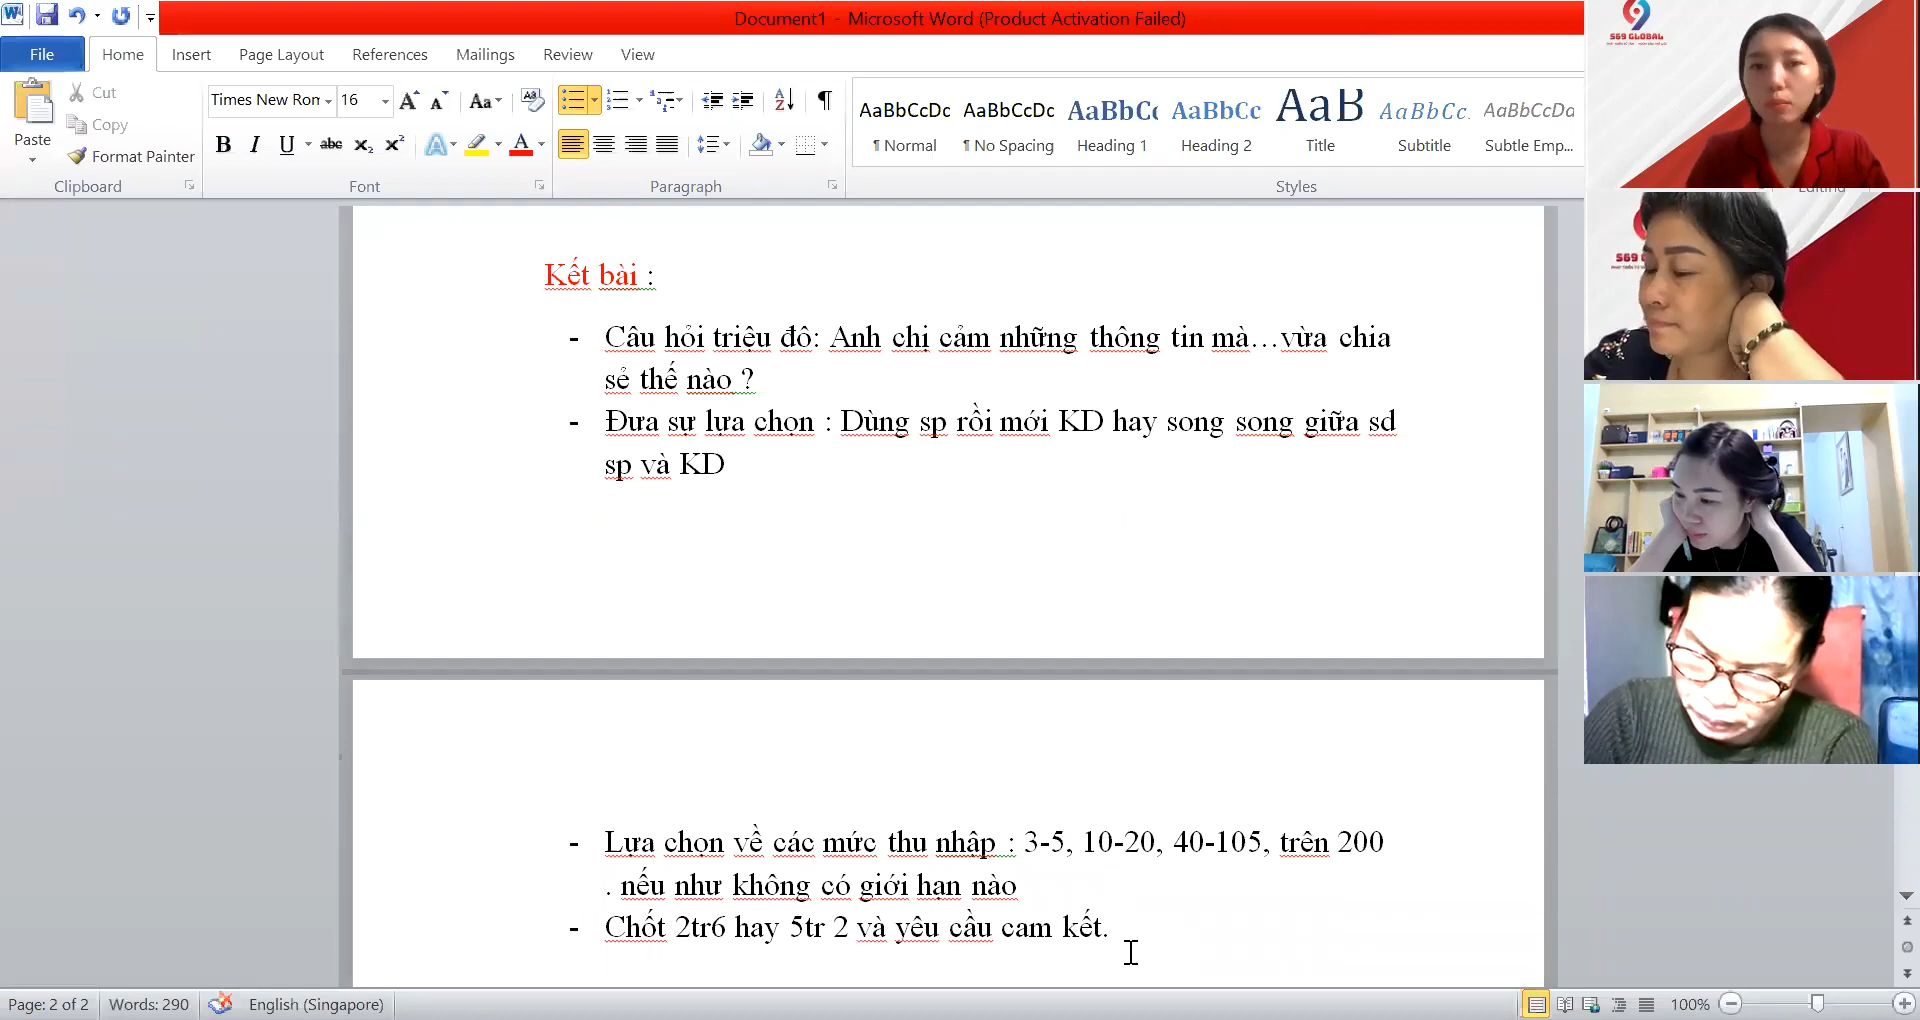 Document1 - Microsoft Word (Product Activation Failed)
File Home Insert Page Layout References Mailings Review View
Paste
Cut
Copy
Format Painter
Clipboard
Times New Ron 16
Font
Paragraph
AaBbCcDc AaBbCcDc AaBbC AaBbCc AaB AaBbCc. AaBbCcDc
¶ Normal ¶ No Spacing Heading 1 Heading 2 Title Subtitle Subtle Emp...
Styles
Editing
S69 GLOBAL
S69
Kết bài :
- Câu hỏi triệu đô: Anh chị cảm những thông tin mà...vừa chia
sẻ thế nào ?
- Đưa sự lựa chọn : Dùng sp rồi mới KD hay song song giữa sd
sp và KD
- Lựa chọn về các mức thu nhập : 3-5, 10-20, 40-105, trên 200
. nếu như không có giới hạn nào
- Chốt 2tr6 hay 5tr 2 và yêu cầu cam kết.
Page: 2 of 2 Words: 290 English (Singapore) 100%